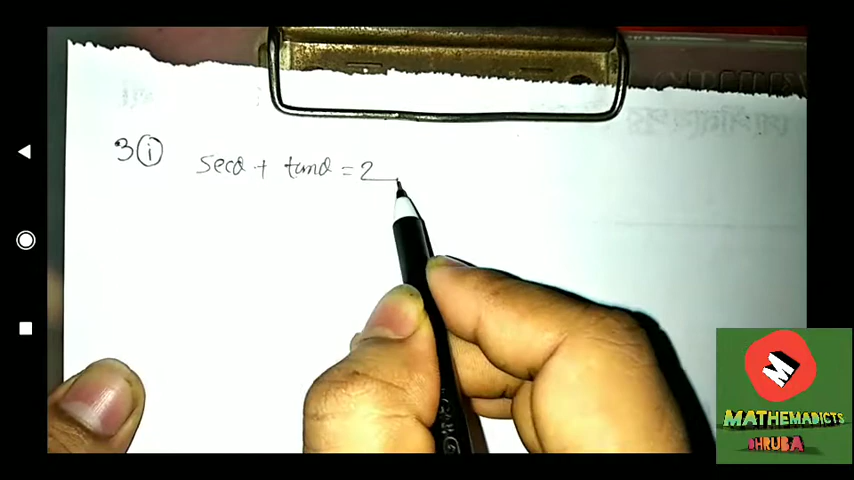 3 (i) secθ + tanθ = 2
M
MATHEMADICTS
DHRUBA